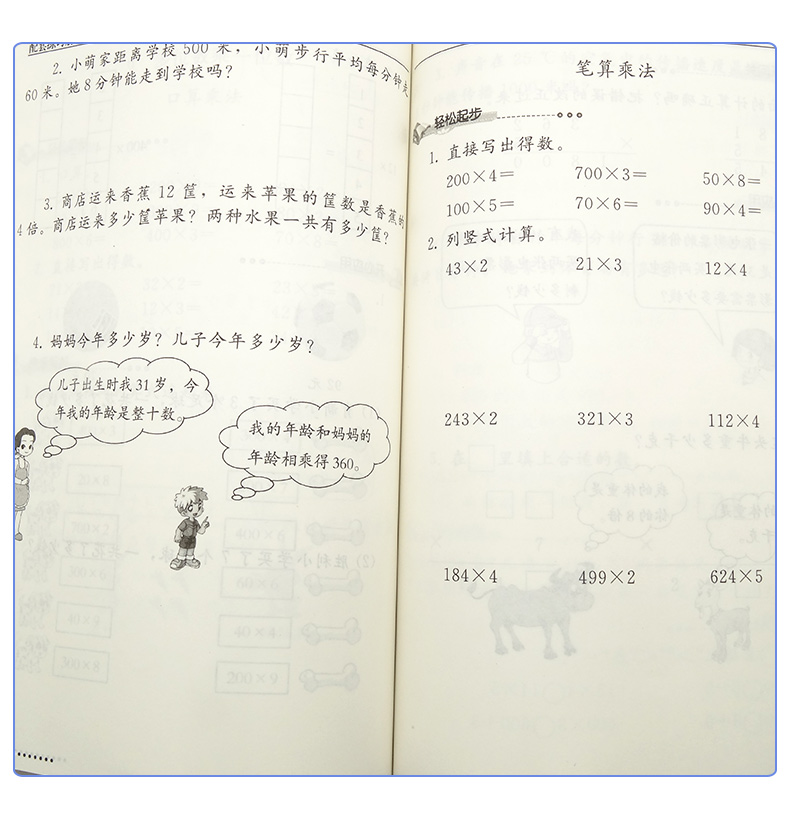 2. 小萌家距离学校500米，小萌步行平均每分钟走
60米。她8分钟能走到学校吗？
3. 商店运来香蕉12筐，运来苹果的筐数是香蕉的
4倍。商店运来多少筐苹果？两种水果一共有多少筐？
4. 妈妈今年多少岁？儿子今年多少岁？
儿子出生时我31岁，今
年我的年龄是整十数。
我的年龄和妈妈的
年龄相乘得360。
笔算乘法
轻松起步
1. 直接写出得数。
200×4= 700×3= 50×8=
100×5= 70×6= 90×4=
2. 列竖式计算。
43×2 21×3 12×4
243×2 321×3 112×4
184×4 499×2 624×5